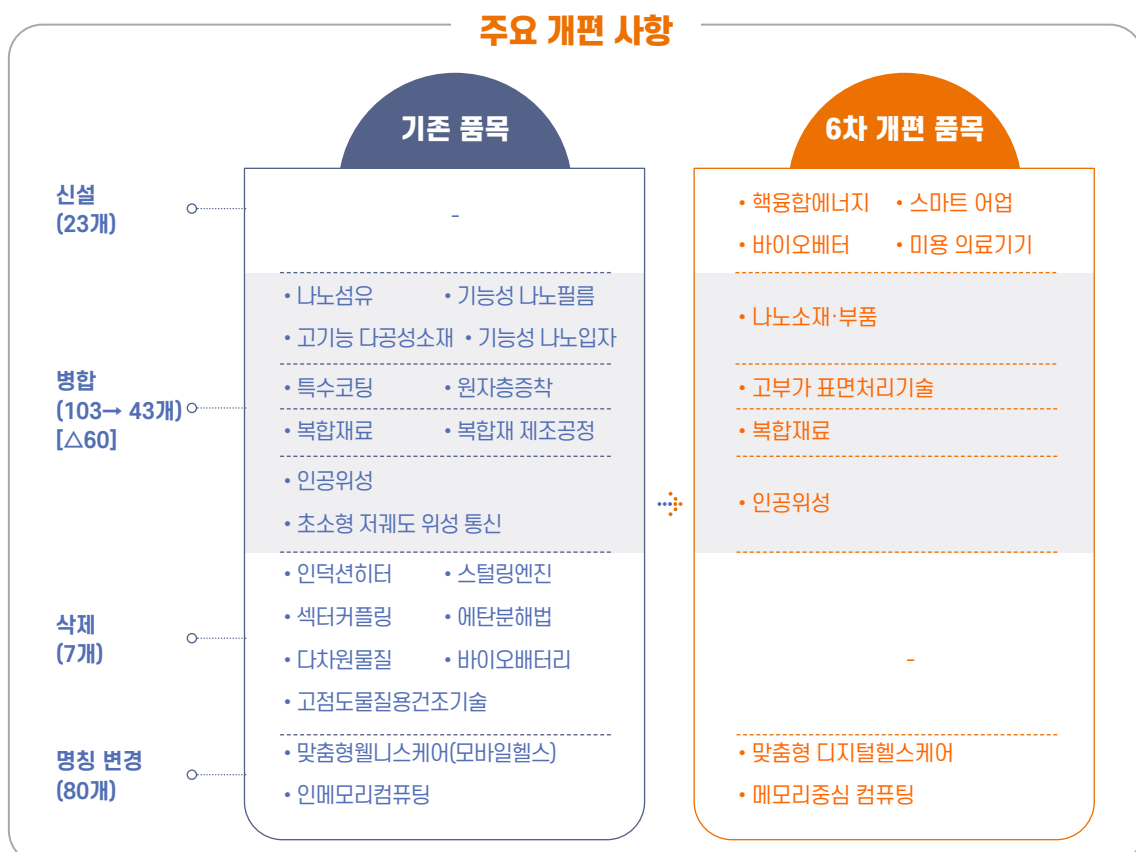 주요 개편 사항
기존 품목
6차 개편 품목
신설
(23개)
-
• 핵융합에너지 • 스마트 어업
• 바이오베터 • 미용 의료기기
병합
(103→ 43개)
[△60]
• 나노섬유 • 기능성 나노필름
• 고기능 다공성소재 • 기능성 나노입자
• 나노소재·부품
• 특수코팅 • 원자층증착
• 고부가 표면처리기술
• 복합재료 • 복합재 제조공정
• 복합재료
• 인공위성
• 초소형 저궤도 위성 통신
• 인공위성
삭제
(7개)
• 인덕션히터 • 스털링엔진
• 섹터커플링 • 에탄분해법
• 다차원물질 • 바이오배터리
• 고점도물질용건조기술
-
명칭 변경
(80개)
• 맞춤형웰니스케어(모바일헬스)
• 인메모리컴퓨팅
• 맞춤형 디지털헬스케어
• 메모리중심 컴퓨팅